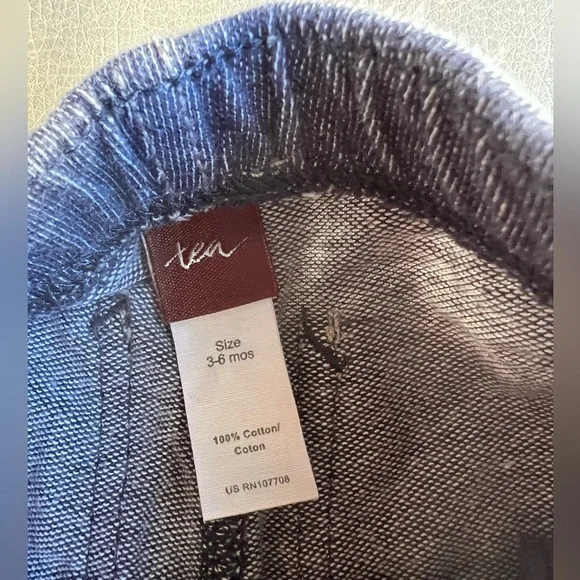 tea
Size
3-6 mos
100% Cotton/
Coton
US RN107708